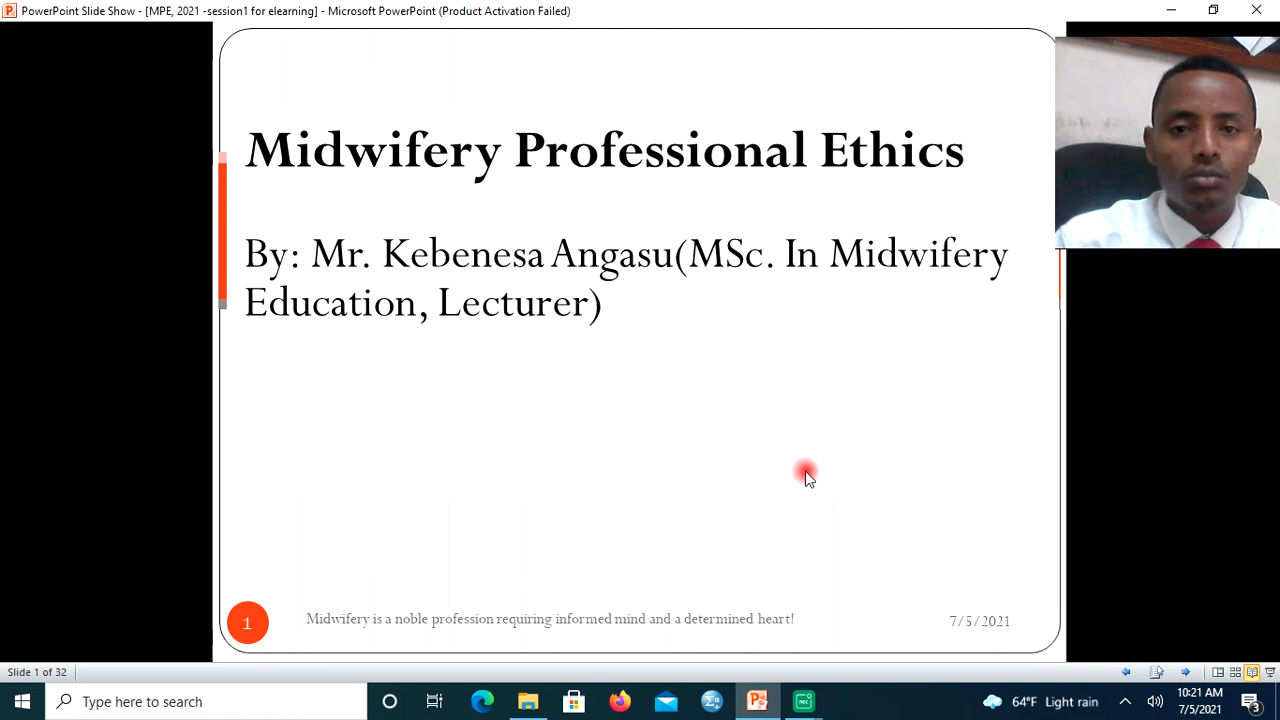 PowerPoint Slide Show - [MPE, 2021 -session1 for elearning] - Microsoft PowerPoint (Product Activation Failed)
Midwifery Professional Ethics
By: Mr. Kebenesa Angasu(MSc. In Midwifery
Education, Lecturer)
1
Midwifery is a noble profession requiring informed mind and a determined heart!
7/5/2021
Slide 1 of 32
Type here to search
64°F Light rain
10:21 AM
7/5/2021
3